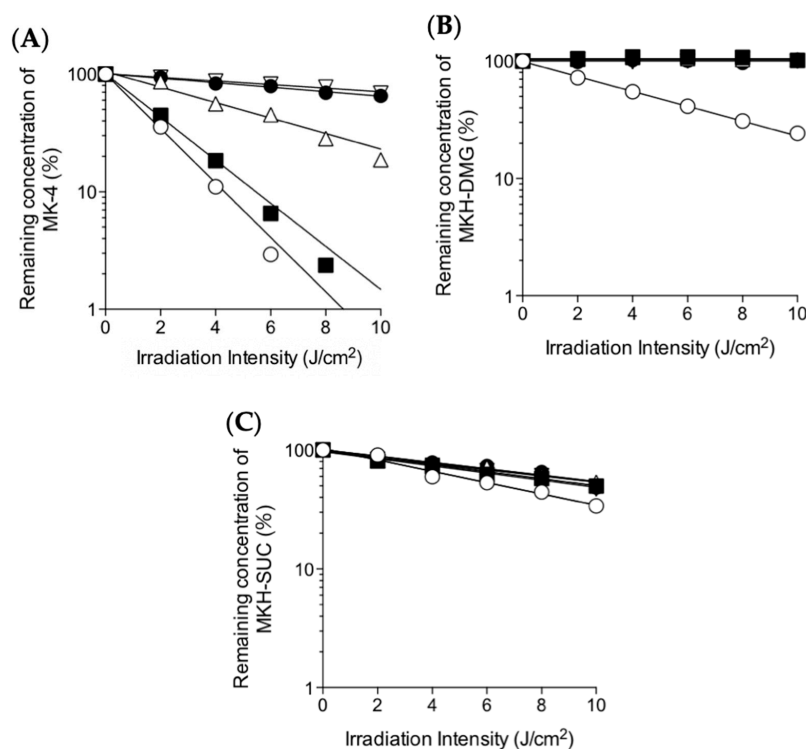 (A)
Remaining concentration of
MK-4 (%)
100
10
1
0 2 4 6 8 10
Irradiation Intensity (J/cm²)
(B)
Remaining concentration of
MKH-DMG (%)
100
10
1
0 2 4 6 8 10
Irradiation Intensity (J/cm²)
(C)
Remaining concentration of
MKH-SUC (%)
100
10
1
0 2 4 6 8 10
Irradiation Intensity (J/cm²)